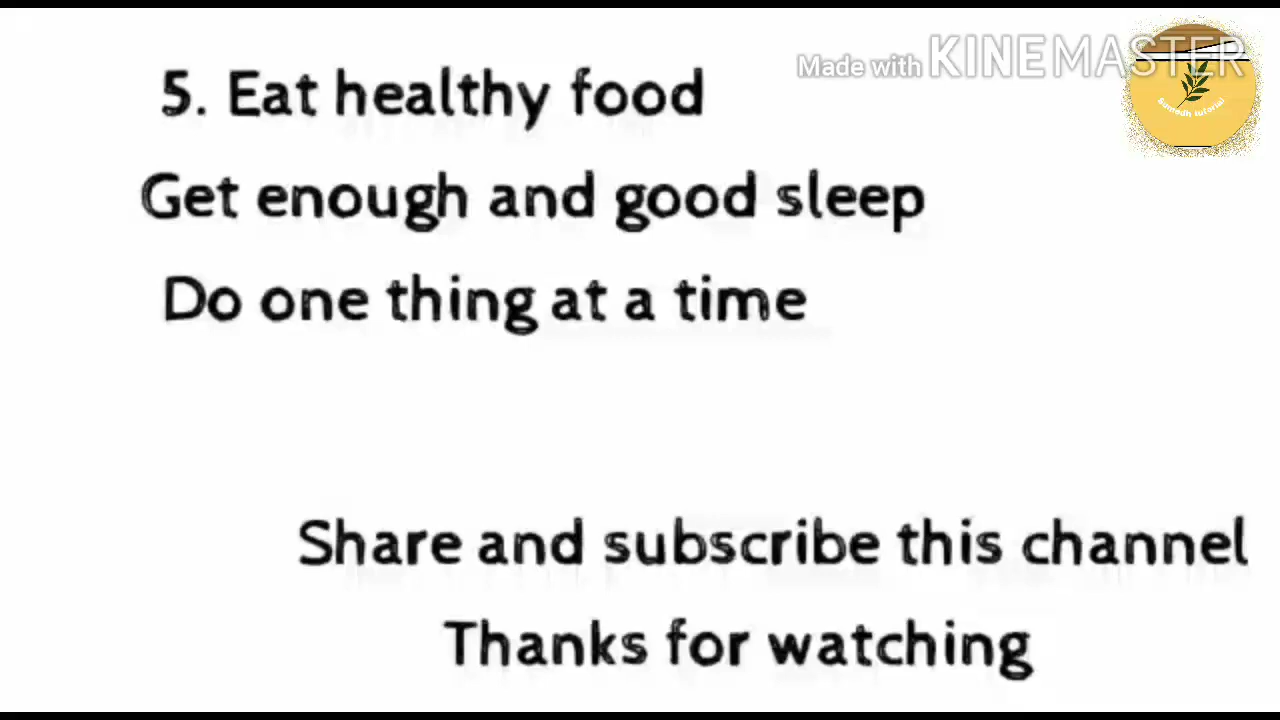 Made with KINEMASTER
5. Eat healthy food
Get enough and good sleep
Do one thing at a time
Share and subscribe this channel
Thanks for watching